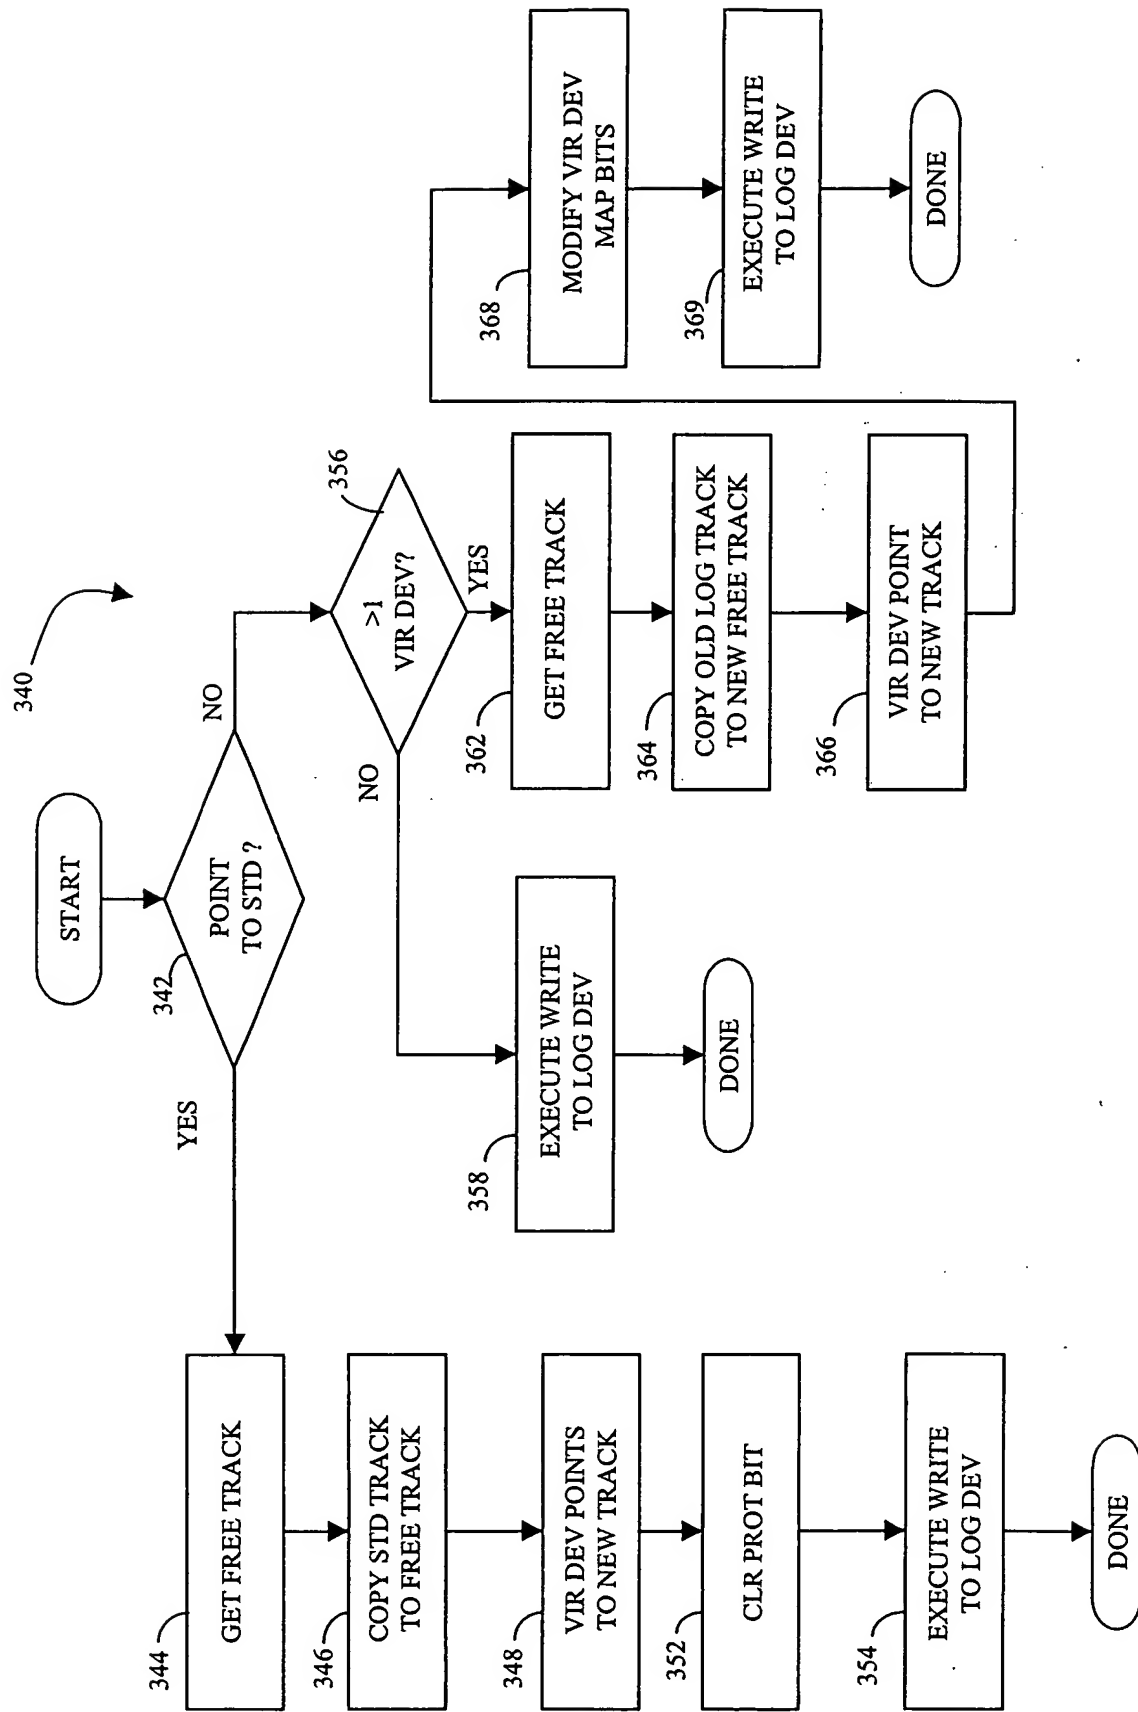 340
START
342
POINT
TO STD ?
YES
NO
344
GET FREE TRACK
346
COPY STD TRACK
TO FREE TRACK
348
VIR DEV POINTS
TO NEW TRACK
352
CLR PROT BIT
354
EXECUTE WRITE
TO LOG DEV
DONE
356
>1
VIR DEV?
NO
YES
358
EXECUTE WRITE
TO LOG DEV
DONE
362
GET FREE TRACK
364
COPY OLD LOG TRACK
TO NEW FREE TRACK
366
VIR DEV POINT
TO NEW TRACK
368
MODIFY VIR DEV
MAP BITS
369
EXECUTE WRITE
TO LOG DEV
DONE